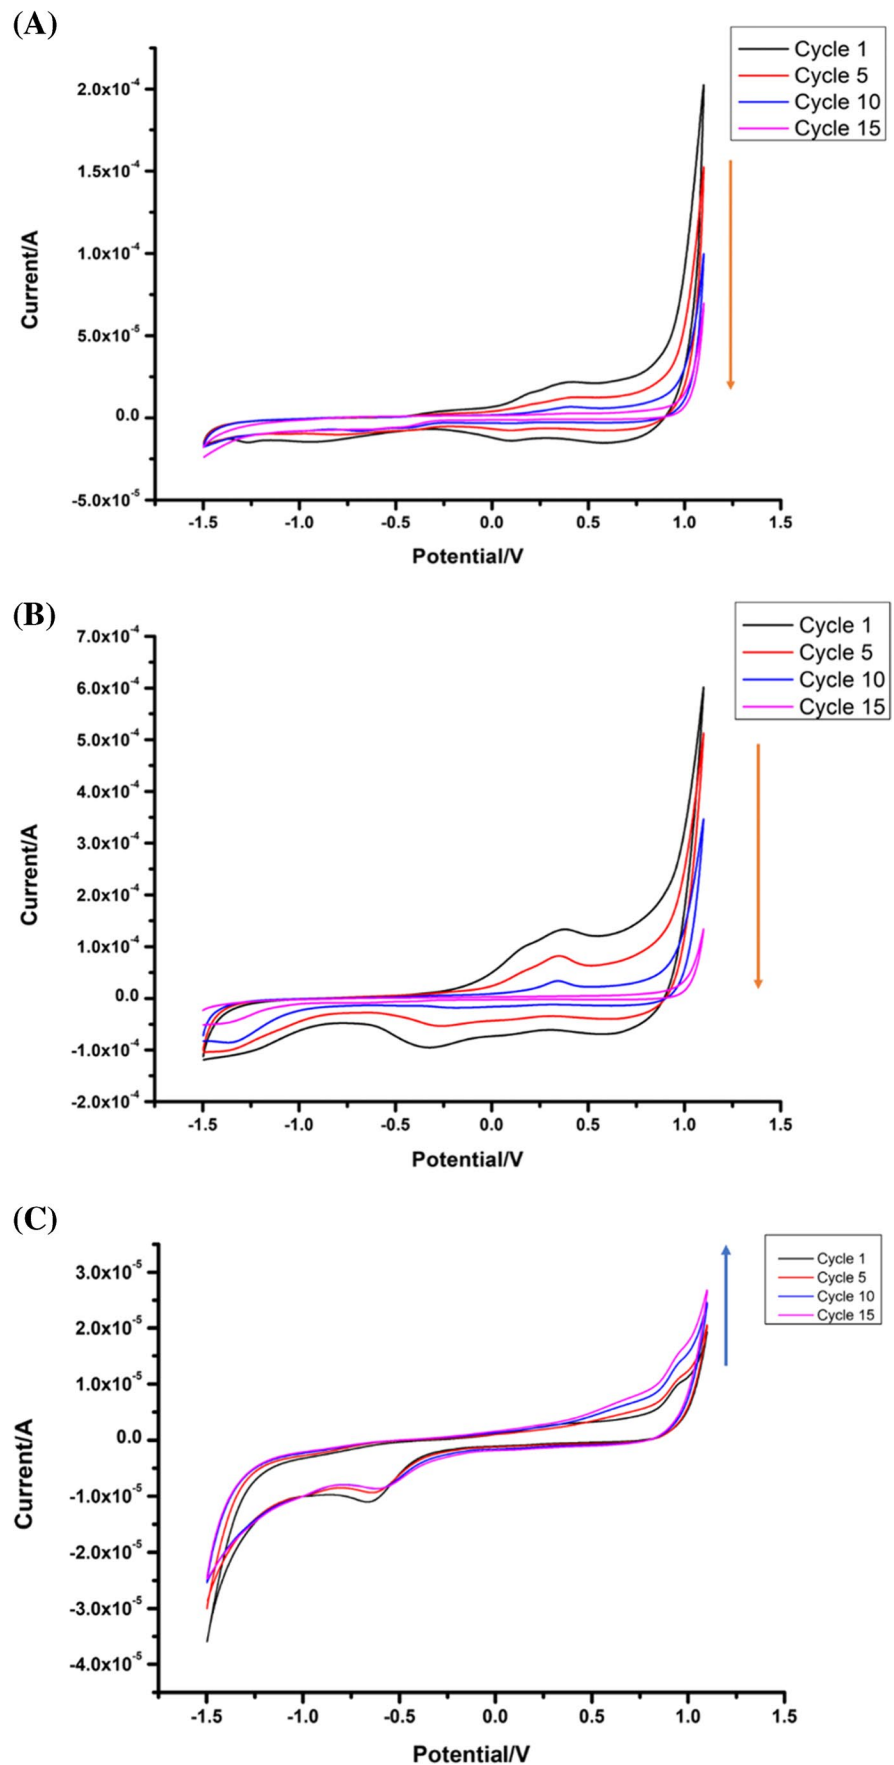 (A)
Cycle 1
Cycle 5
Cycle 10
Cycle 15
2.0x10⁻⁴
1.5x10⁻⁴
1.0x10⁻⁴
5.0x10⁻⁵
0.0
-5.0x10⁻⁵
Current/A
-1.5 -1.0 -0.5 0.0 0.5 1.0 1.5
Potential/V
(B)
Cycle 1
Cycle 5
Cycle 10
Cycle 15
7.0x10⁻⁴
6.0x10⁻⁴
5.0x10⁻⁴
4.0x10⁻⁴
3.0x10⁻⁴
2.0x10⁻⁴
1.0x10⁻⁴
0.0
-1.0x10⁻⁴
-2.0x10⁻⁴
Current/A
-1.5 -1.0 -0.5 0.0 0.5 1.0 1.5
Potential/V
(C)
Cycle 1
Cycle 5
Cycle 10
Cycle 15
3.0x10⁻⁵
2.0x10⁻⁵
1.0x10⁻⁵
0.0
-1.0x10⁻⁵
-2.0x10⁻⁵
-3.0x10⁻⁵
-4.0x10⁻⁵
Current/A
-1.5 -1.0 -0.5 0.0 0.5 1.0 1.5
Potential/V